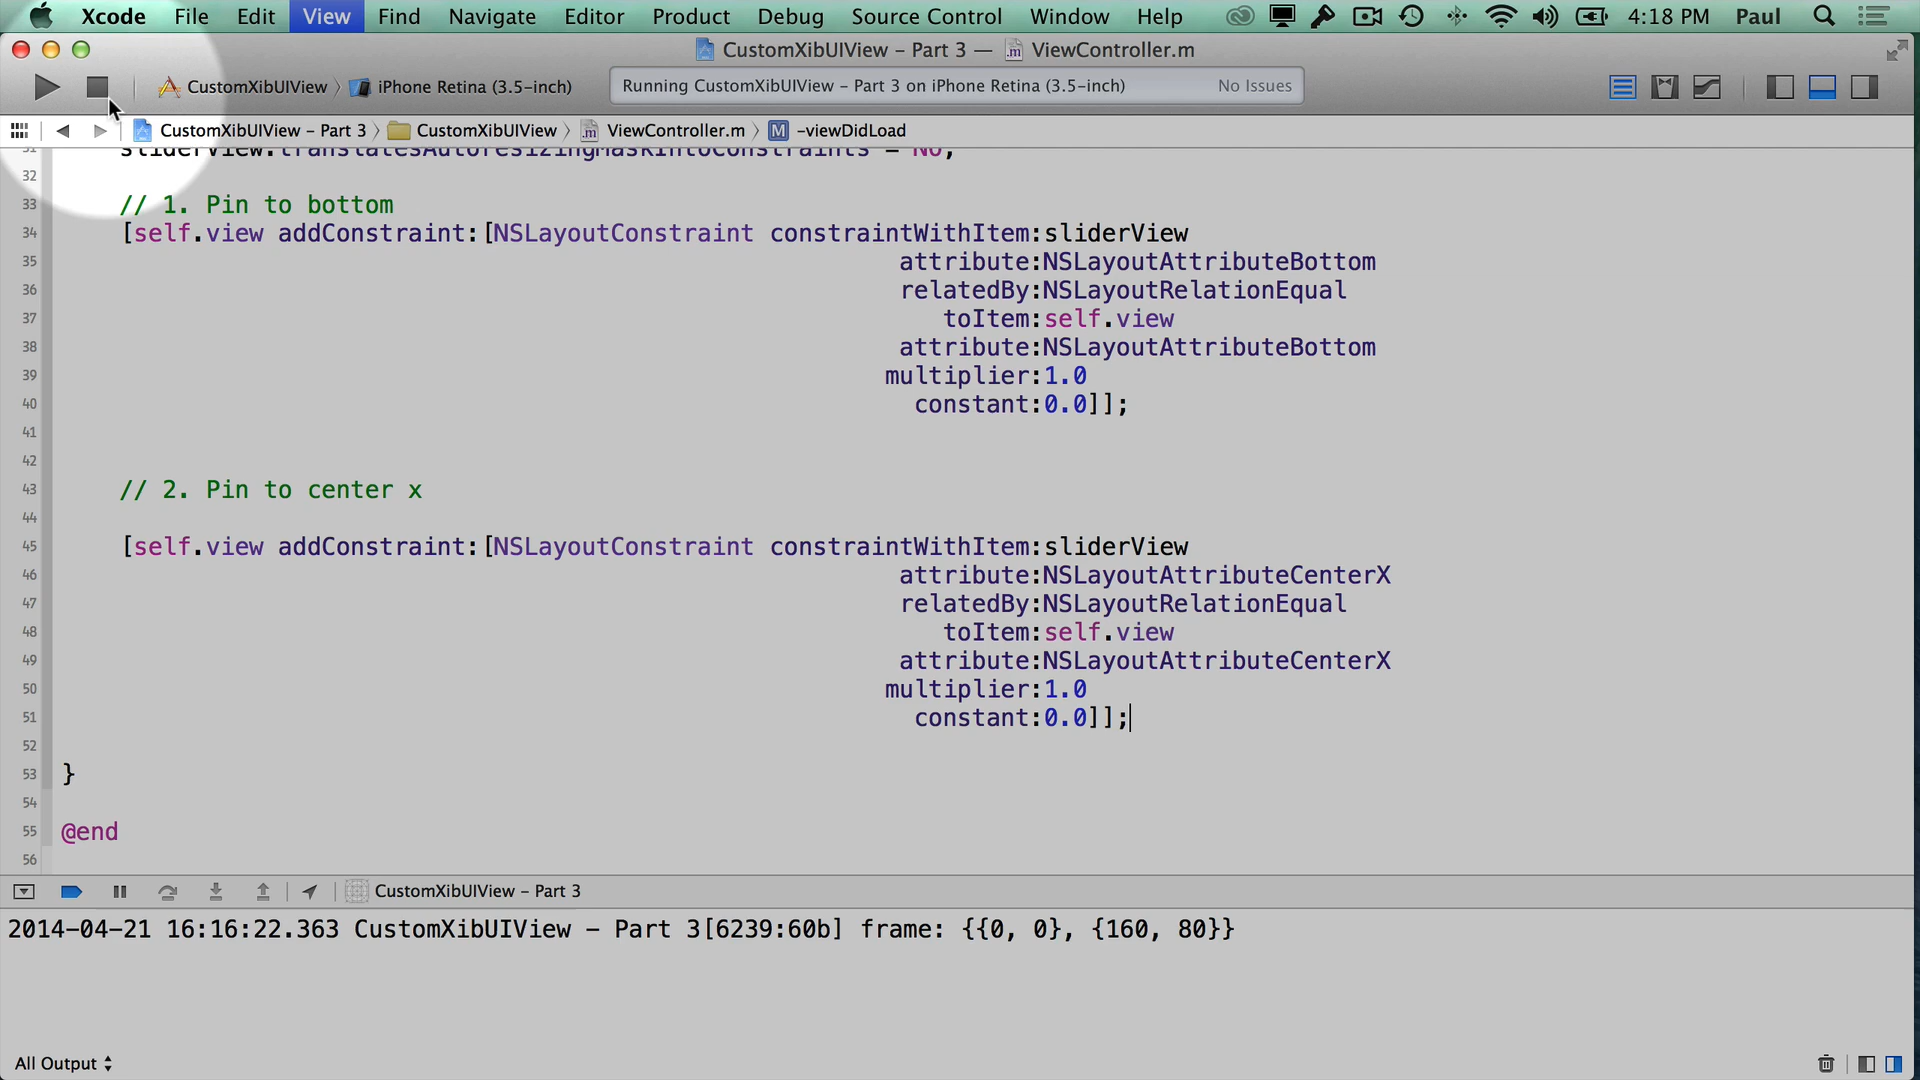 Xcode File Edit View Find Navigate Editor Product Debug Source Control Window Help 4:18 PM Paul
CustomXibUIView – Part 3 — ViewController.m
CustomXibUIView iPhone Retina (3.5-inch) Running CustomXibUIView – Part 3 on iPhone Retina (3.5-inch) No Issues
CustomXibUIView – Part 3 CustomXibUIView ViewController.m M -viewDidLoad
31 sliderView.translatesAutoresizingMaskIntoConstraints = NO;
32
33 // 1. Pin to bottom
34 [self.view addConstraint:[NSLayoutConstraint constraintWithItem:sliderView
35 attribute:NSLayoutAttributeBottom
36 relatedBy:NSLayoutRelationEqual
37 toItem:self.view
38 attribute:NSLayoutAttributeBottom
39 multiplier:1.0
40 constant:0.0]];
41
42
43 // 2. Pin to center x
44
45 [self.view addConstraint:[NSLayoutConstraint constraintWithItem:sliderView
46 attribute:NSLayoutAttributeCenterX
47 relatedBy:NSLayoutRelationEqual
48 toItem:self.view
49 attribute:NSLayoutAttributeCenterX
50 multiplier:1.0
51 constant:0.0]];
52
53 }
54
55 @end
56
CustomXibUIView – Part 3
2014-04-21 16:16:22.363 CustomXibUIView – Part 3[6239:60b] frame: {{0, 0}, {160, 80}}
All Output